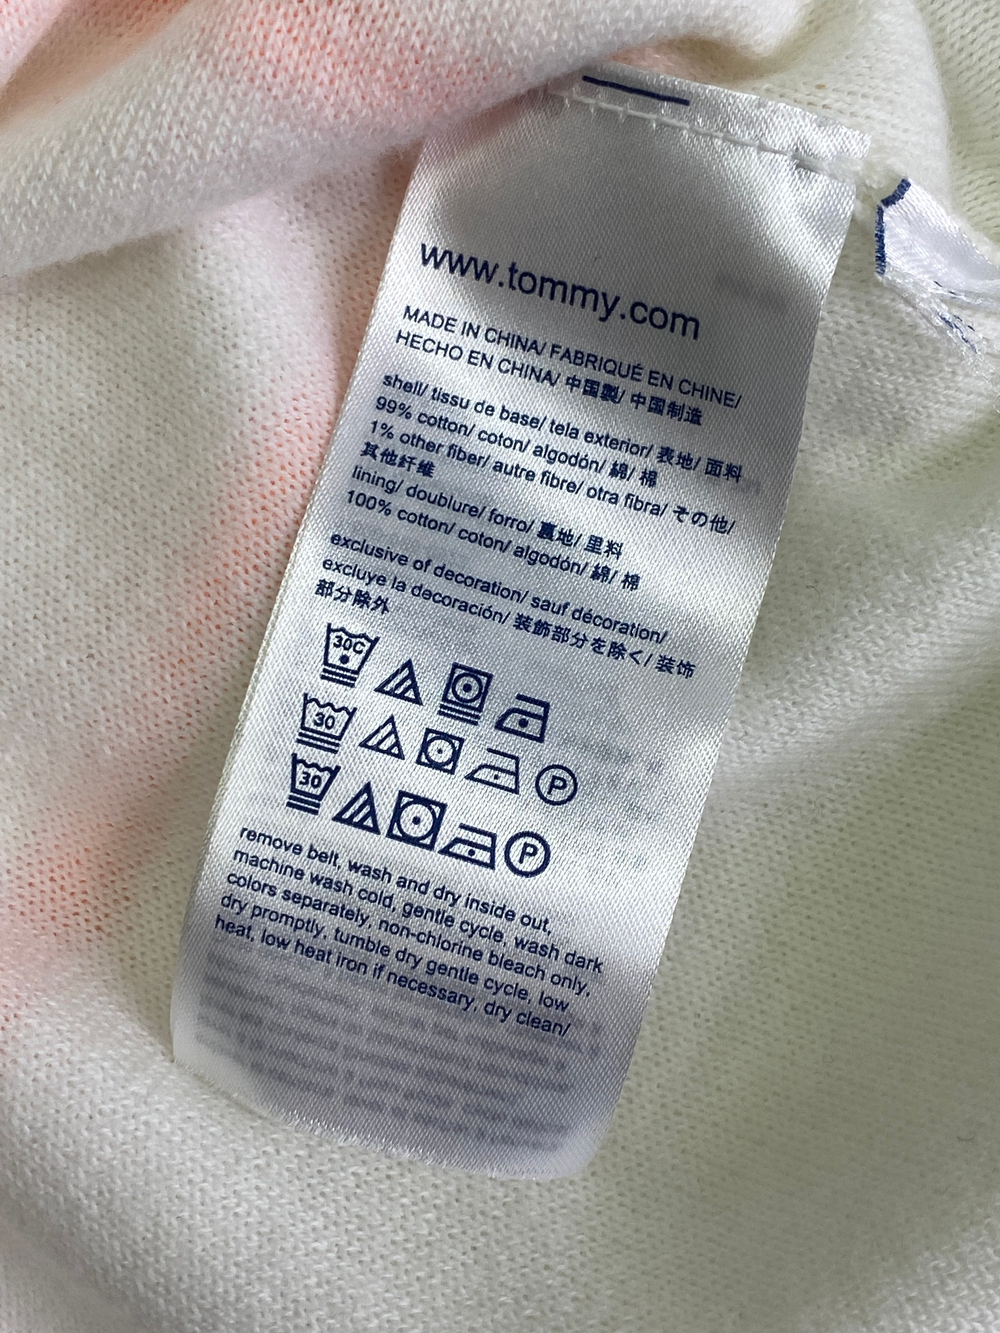 www.tommy.com
MADE IN CHINA/ FABRIQUÉ EN CHINE/
HECHO EN CHINA/ 中国製/ 中国制造
shell/ tissu de base/ tela exterior/ 表地/ 面料
99% cotton/ coton/ algodón/ 綿/ 棉
1% other fiber/ autre fibre/ otra fibra/ その他/
其他纤维
lining/ doublure/ forro/ 裏地/ 里料
100% cotton/ coton/ algodón/ 綿/ 棉
exclusive of decoration/ sauf décoration/
excluye la decoración/ 装飾部分を除く/ 装饰
部分除外
30C
30 P
30 P
remove belt, wash and dry inside out,
machine wash cold, gentle cycle, wash dark
colors separately, non-chlorine bleach only,
dry promptly, tumble dry gentle cycle, low
heat, low heat iron if necessary, dry clean/